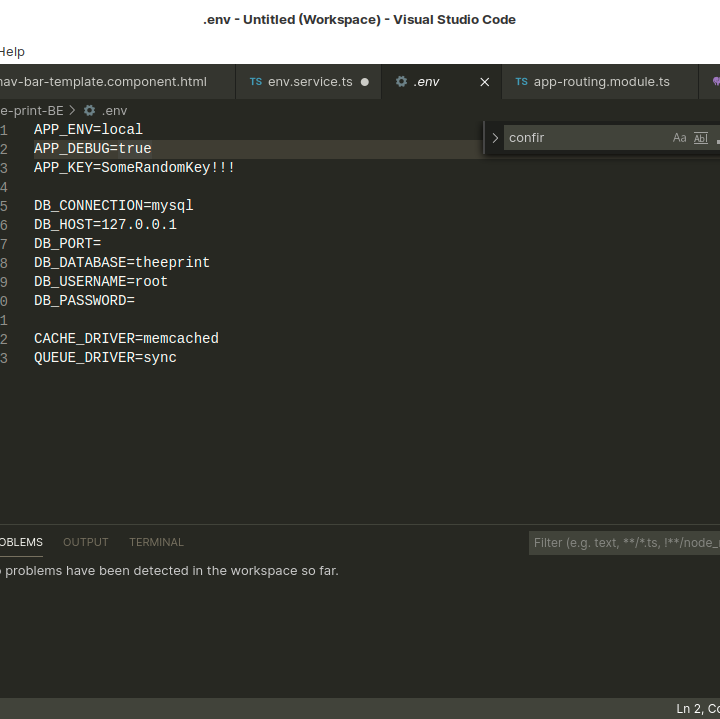 .env - Untitled (Workspace) - Visual Studio Code
Help
nav-bar-template.component.html TS env.service.ts .env TS app-routing.module.ts
e-print-BE > .env
1 APP_ENV=local
confir Aa Abl
2 APP_DEBUG=true
3 APP_KEY=SomeRandomKey!!!
4
5 DB_CONNECTION=mysql
6 DB_HOST=127.0.0.1
7 DB_PORT=
8 DB_DATABASE=theeprint
9 DB_USERNAME=root
0 DB_PASSWORD=
1
2 CACHE_DRIVER=memcached
3 QUEUE_DRIVER=sync
OBLEMS OUTPUT TERMINAL Filter (e.g. text, **/*.ts, !**/node_
problems have been detected in the workspace so far.
Ln 2, Co